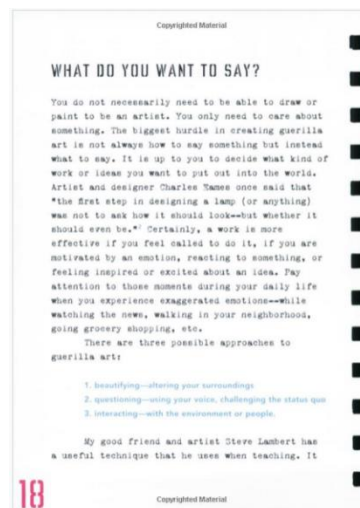 Copyrighted Material
WHAT DO YOU WANT TO SAY?
You do not necessarily need to be able to draw or
paint to be an artist. You only need to care about
something. The biggest hurdle in creating guerilla
art is not always how to say something but instead
what to say. It is up to you to decide what kind of
work or ideas you want to put out into the world.
Artist and designer Charles Eames once said that
"the first step in designing a lamp (or anything)
was not to ask how it should look--but whether it
should even be." Certainly, a work is more
effective if you feel called to do it, if you are
motivated by an emotion, reacting to something, or
feeling inspired or excited about an idea. Pay
attention to those moments during your daily life
when you experience exaggerated emotions--while
watching the news, walking in your neighborhood,
going grocery shopping, etc.
There are three possible approaches to
guerilla art:
1. beautifying—altering your surroundings
2. questioning—using your voice, challenging the status quo
3. interacting—with the environment or people.
My good friend and artist Steve Lambert has
a useful technique that he uses when teaching. It
18
Copyrighted Material